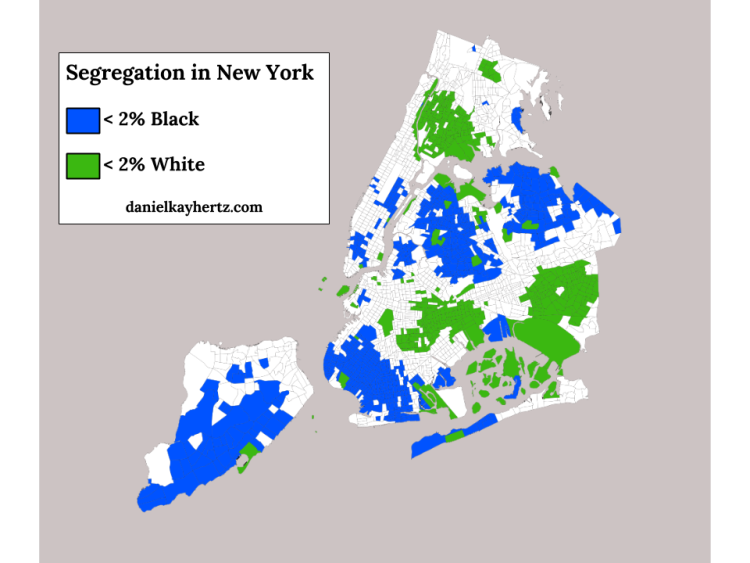 Segregation in New York
< 2% Black
< 2% White
danielkayhertz.com